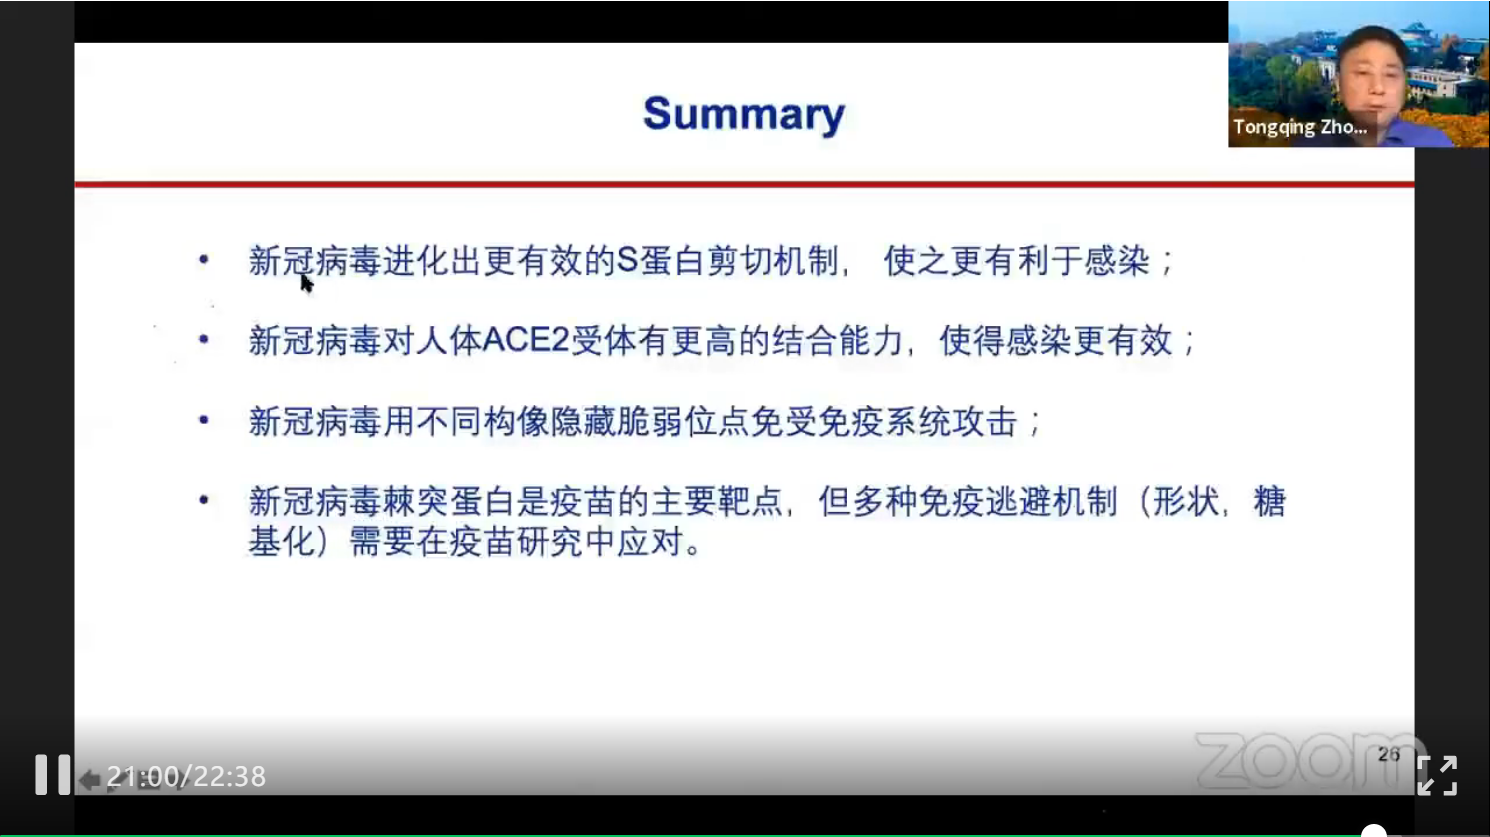 Summary
Tongqing Zho...
• 新冠病毒进化出更有效的S蛋白剪切机制，使之更有利于感染；
• 新冠病毒对人体ACE2受体有更高的结合能力，使得感染更有效；
• 新冠病毒用不同构像隐藏脆弱位点免受免疫系统攻击；
• 新冠病毒棘突蛋白是疫苗的主要靶点，但多种免疫逃避机制（形状，糖
基化）需要在疫苗研究中应对。
zoom
26
21:00/22:38